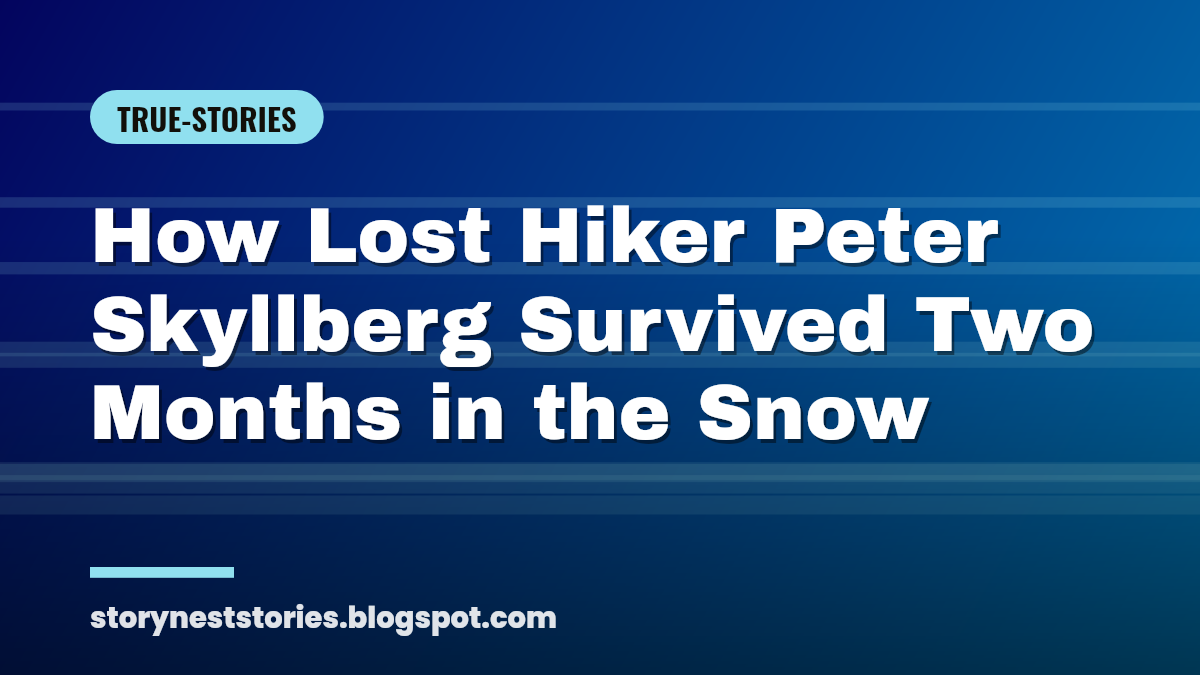 TRUE-STORIES
How Lost Hiker Peter
Skyllberg Survived Two
Months in the Snow
storyneststories.blogspot.com